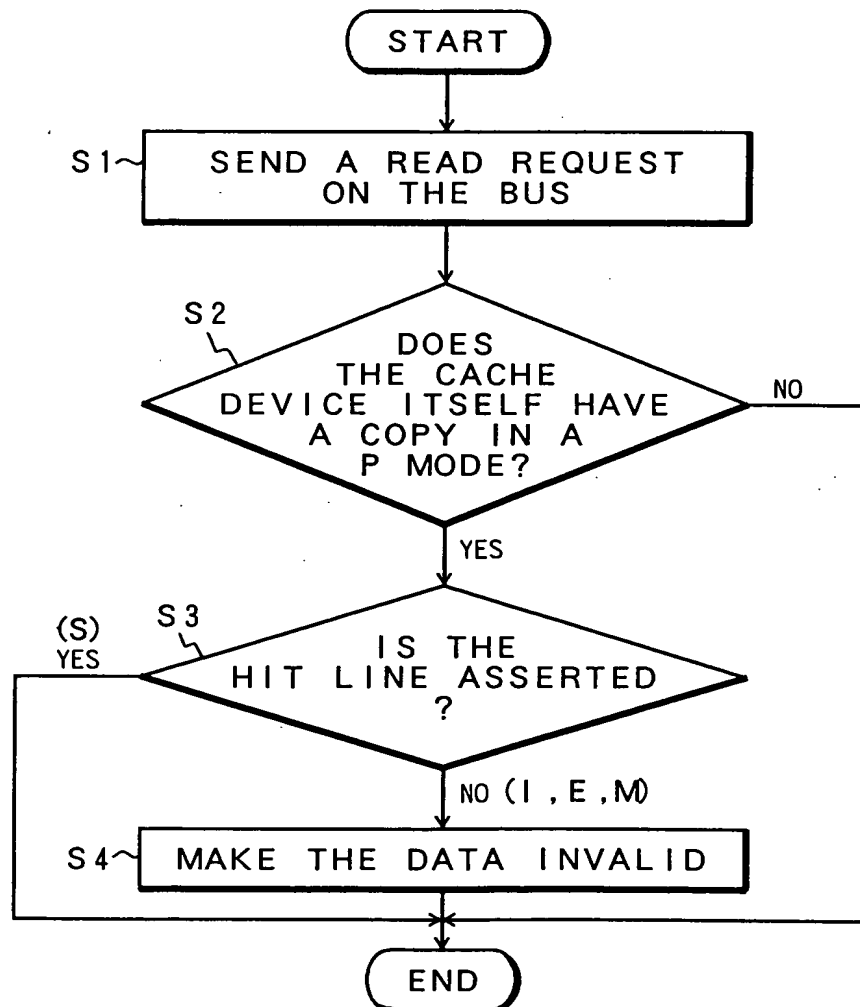 START
S1
SEND A READ REQUEST
ON THE BUS
S2
DOES
THE CACHE
DEVICE ITSELF HAVE
A COPY IN A
P MODE?
NO
YES
S3
(S)
YES
IS THE
HIT LINE ASSERTED
?
NO (I, E, M)
S4
MAKE THE DATA INVALID
END